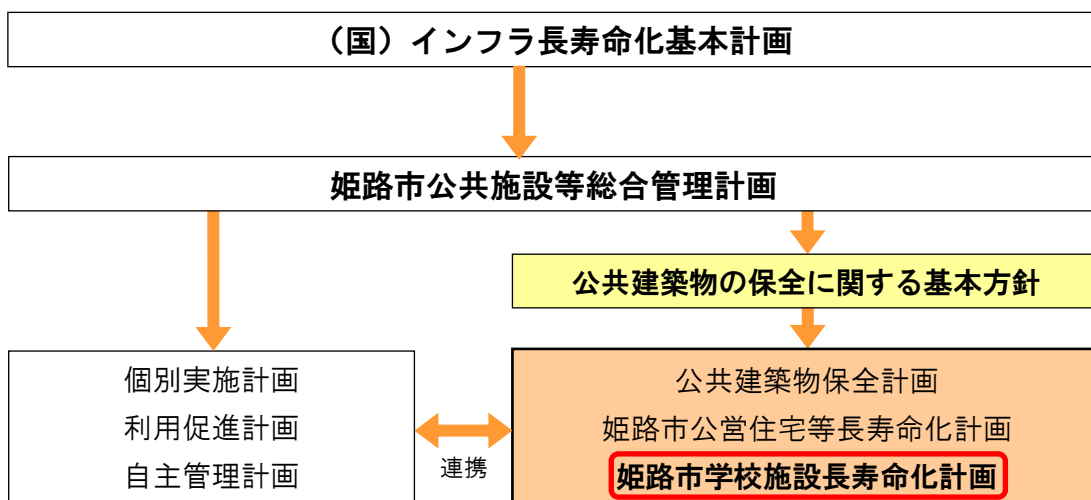 （国）インフラ長寿命化基本計画
姫路市公共施設等総合管理計画
公共建築物の保全に関する基本方針
個別実施計画
利用促進計画
自主管理計画
連携
公共建築物保全計画
姫路市公営住宅等長寿命化計画
姫路市学校施設長寿命化計画